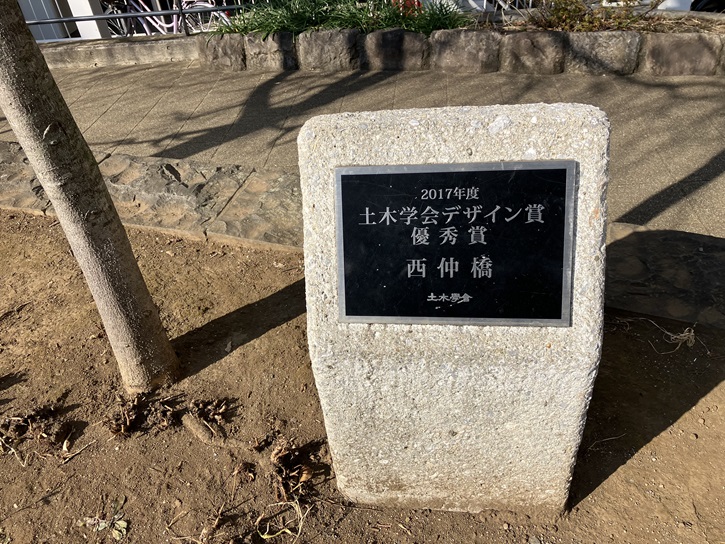 2017年度
土木学会デザイン賞
優秀賞
西仲橋
土木學會